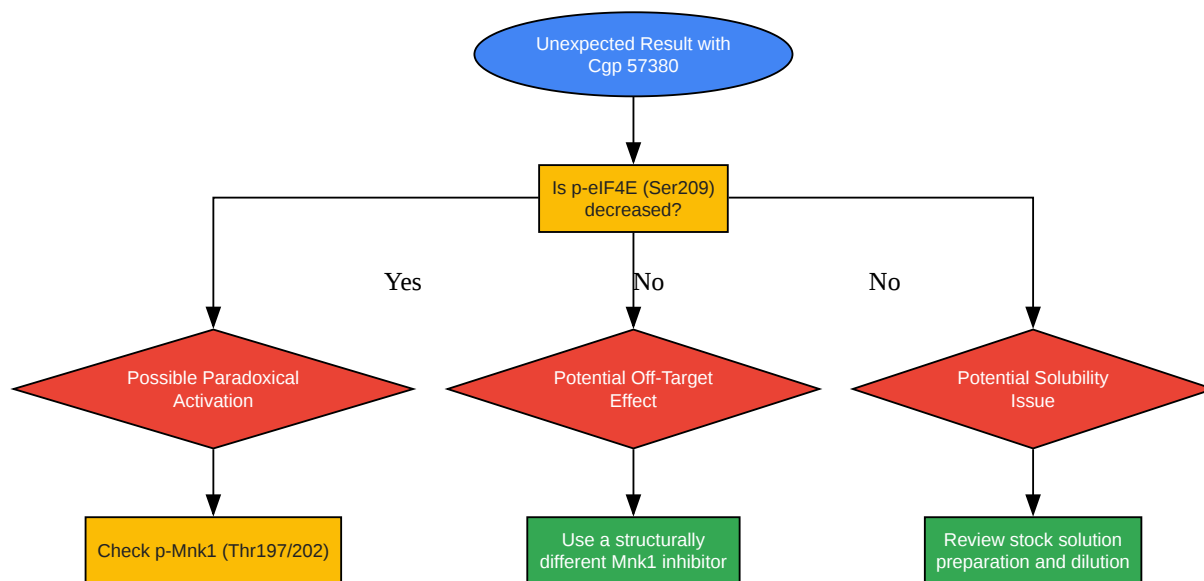 Unexpected Result with
Cgp 57380
Is p-eIF4E (Ser209)
decreased?
Yes
No
No
Possible Paradoxical
Activation
Potential Off-Target
Effect
Potential Solubility
Issue
Check p-Mnk1 (Thr197/202)
Use a structurally
different Mnk1 inhibitor
Review stock solution
preparation and dilution